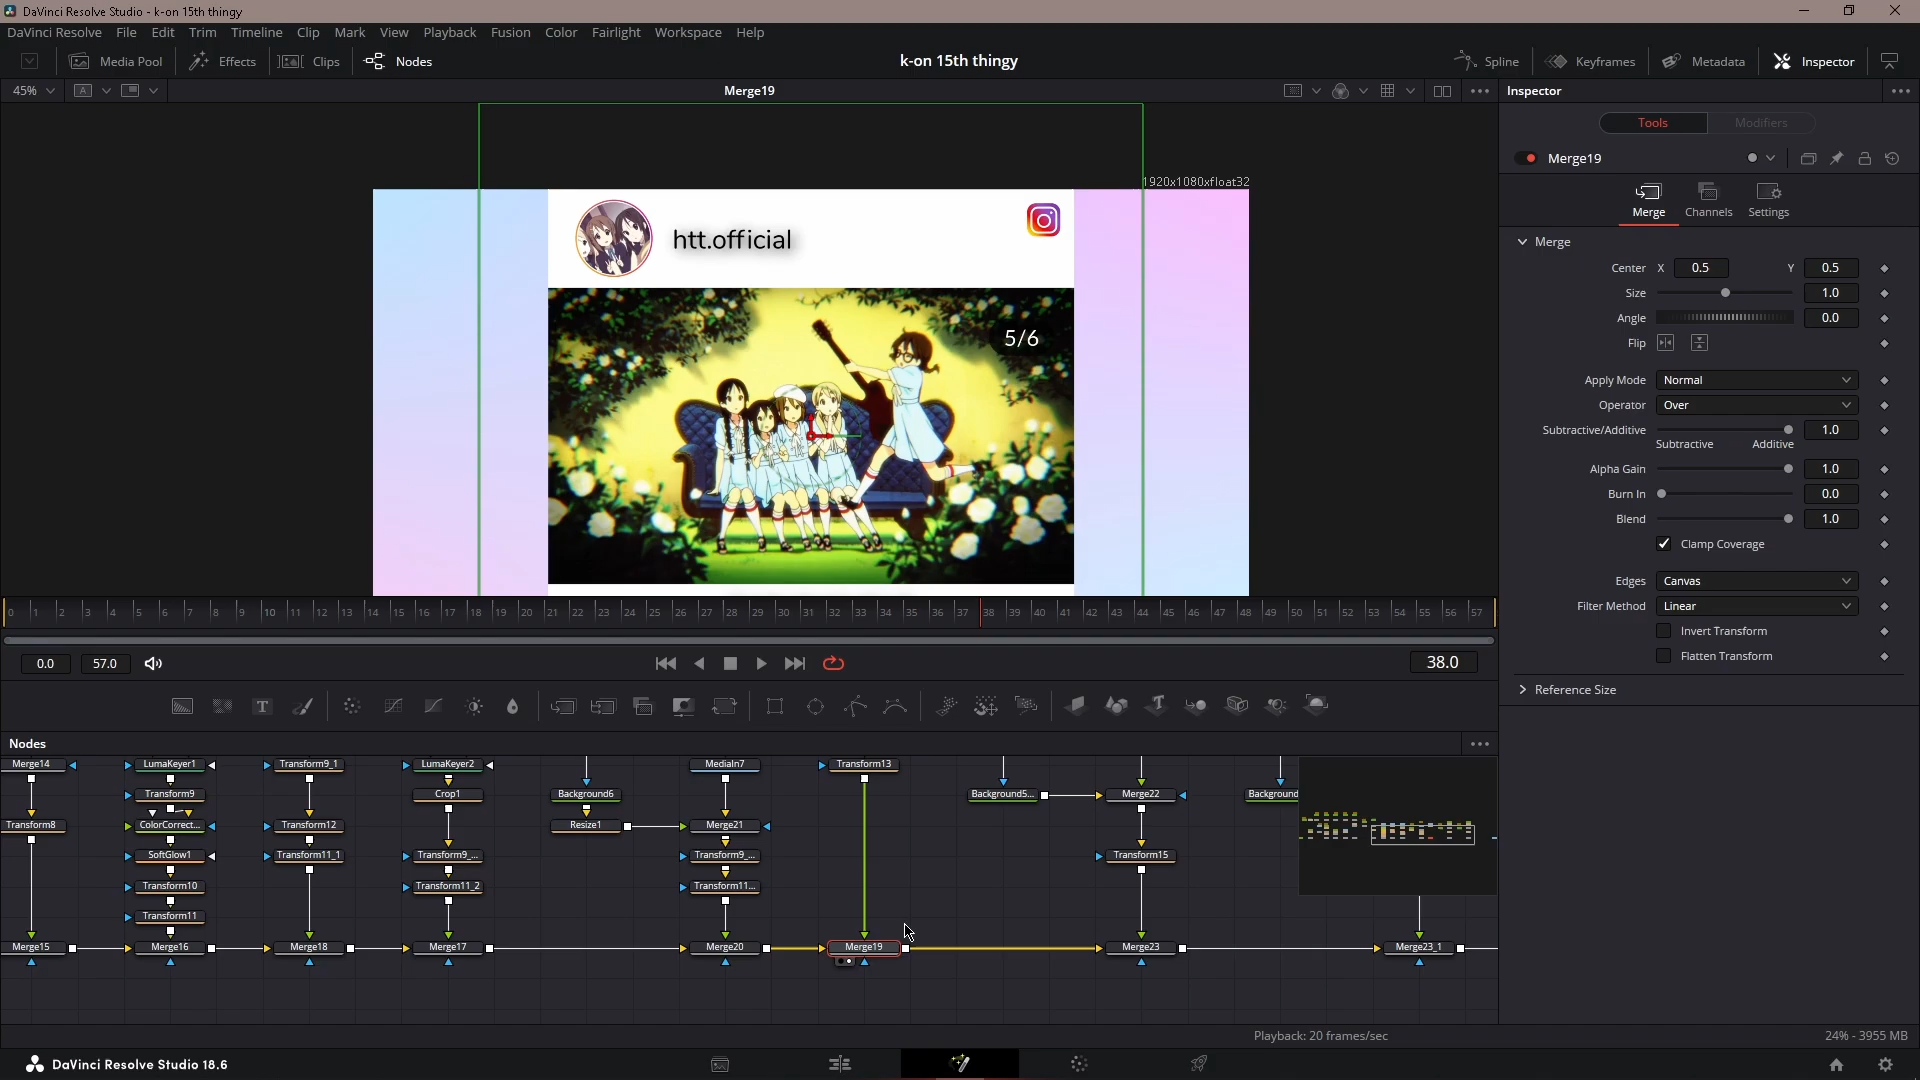 DaVinci Resolve Studio - k-on 15th thingy
DaVinci Resolve File Edit Trim Timeline Clip Mark View Playback Fusion Color Fairlight Workspace Help
Media Pool Effects Clips Nodes k-on 15th thingy Spline Keyframes Metadata Inspector
45% A Merge19 Inspector
Tools Modifiers
Merge19
1920x1080xfloat32
htt.official
5/6
Merge Channels Settings
Merge
Center X 0.5 Y 0.5
Size 1.0
Angle 0.0
Flip
Apply Mode Normal
Operator Over
Subtractive/Additive 1.0
Subtractive Additive
Alpha Gain 1.0
Burn In 0.0
Blend 1.0
Clamp Coverage
Edges Canvas
Filter Method Linear
Invert Transform
Flatten Transform
Reference Size
0 1 2 3 4 5 6 7 8 9 10 11 12 13 14 15 16 17 18 19 20 21 22 23 24 25 26 27 28 29 30 31 32 33 34 35 36 37 38 39 40 41 42 43 44 45 46 47 48 49 50 51 52 53 54 55 56 57
0.0 57.0 38.0
Nodes
Merge14 LumaKeyer1 Transform9_1 LumaKeyer2 MediaIn7 Transform13
Transform9 Crop1 Background6 Background5... Merge22 Background
Transform8 ColorCorrect... Transform12 Resize1 Merge21
SoftGlow1 Transform11_1 Transform9_... Transform9_... Transform15
Transform10 Transform11_2 Transform11...
Transform11
Merge15 Merge16 Merge18 Merge17 Merge20 Merge19 Merge23 Merge23_1
Playback: 20 frames/sec 24% - 3955 MB
DaVinci Resolve Studio 18.6